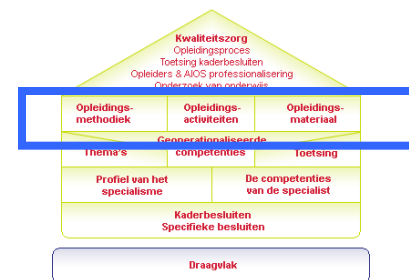 Kwaliteitszorg
Opleidingsproces
Toetsing kaderbesluiten
Opleiders & AIOS professionalisering
Onderzoek van onderwijs
Opleidings-
methodiek
Opleidings-
activiteiten
Opleidings-
materiaal
Geoperationaliseerde
competenties
Thema's
Toetsing
Profiel van het
specialisme
De competenties
van de specialist
Kaderbesluiten
Specifieke besluiten
Draagvlak